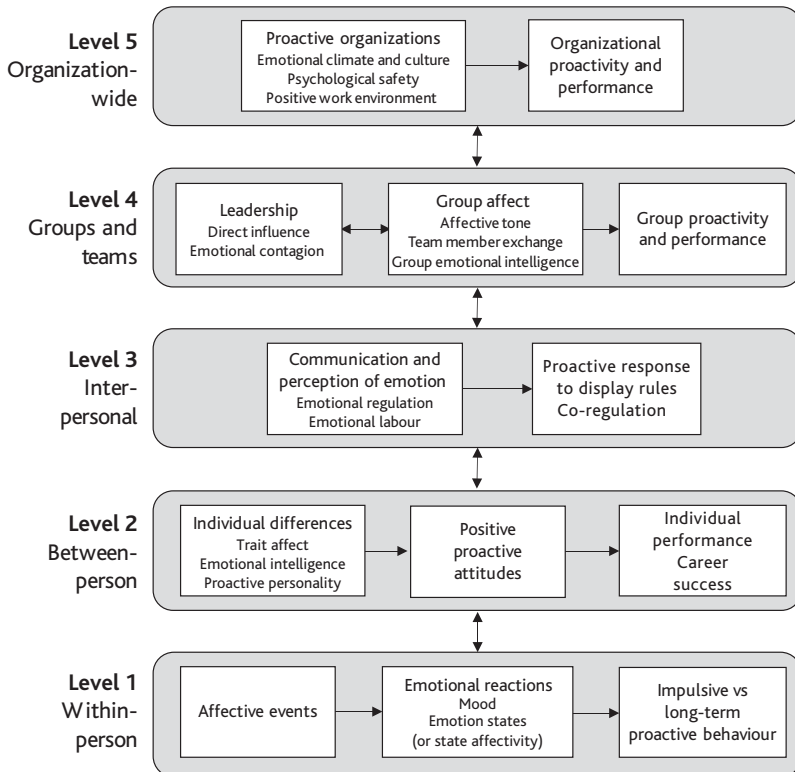 Level 5
Organization-
wide
Proactive organizations
Emotional climate and culture
Psychological safety
Positive work environment
Organizational
proactivity and
performance
Level 4
Groups and
teams
Leadership
Direct influence
Emotional contagion
Group affect
Affective tone
Team member exchange
Group emotional intelligence
Group proactivity
and performance
Level 3
Inter-
personal
Communication and
perception of emotion
Emotional regulation
Emotional labour
Proactive response
to display rules
Co-regulation
Level 2
Between-
person
Individual differences
Trait affect
Emotional intelligence
Proactive personality
Positive
proactive
attitudes
Individual
performance
Career
success
Level 1
Within-
person
Affective events
Emotional reactions
Mood
Emotion states
(or state affectivity)
Impulsive vs
long-term
proactive behaviour